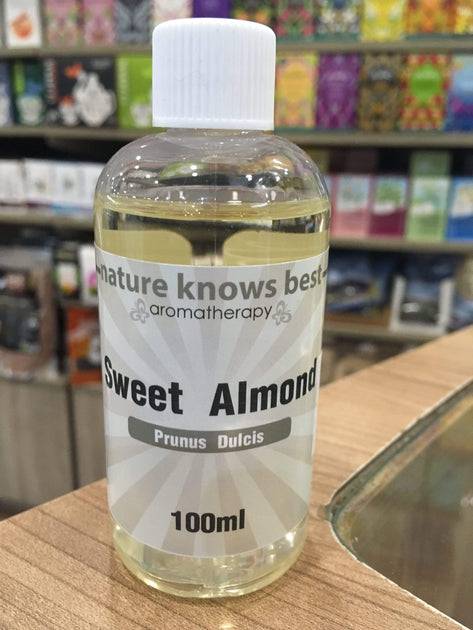 nature knows best
aromatherapy
Sweet Almond
Prunus Dulcis
100ml